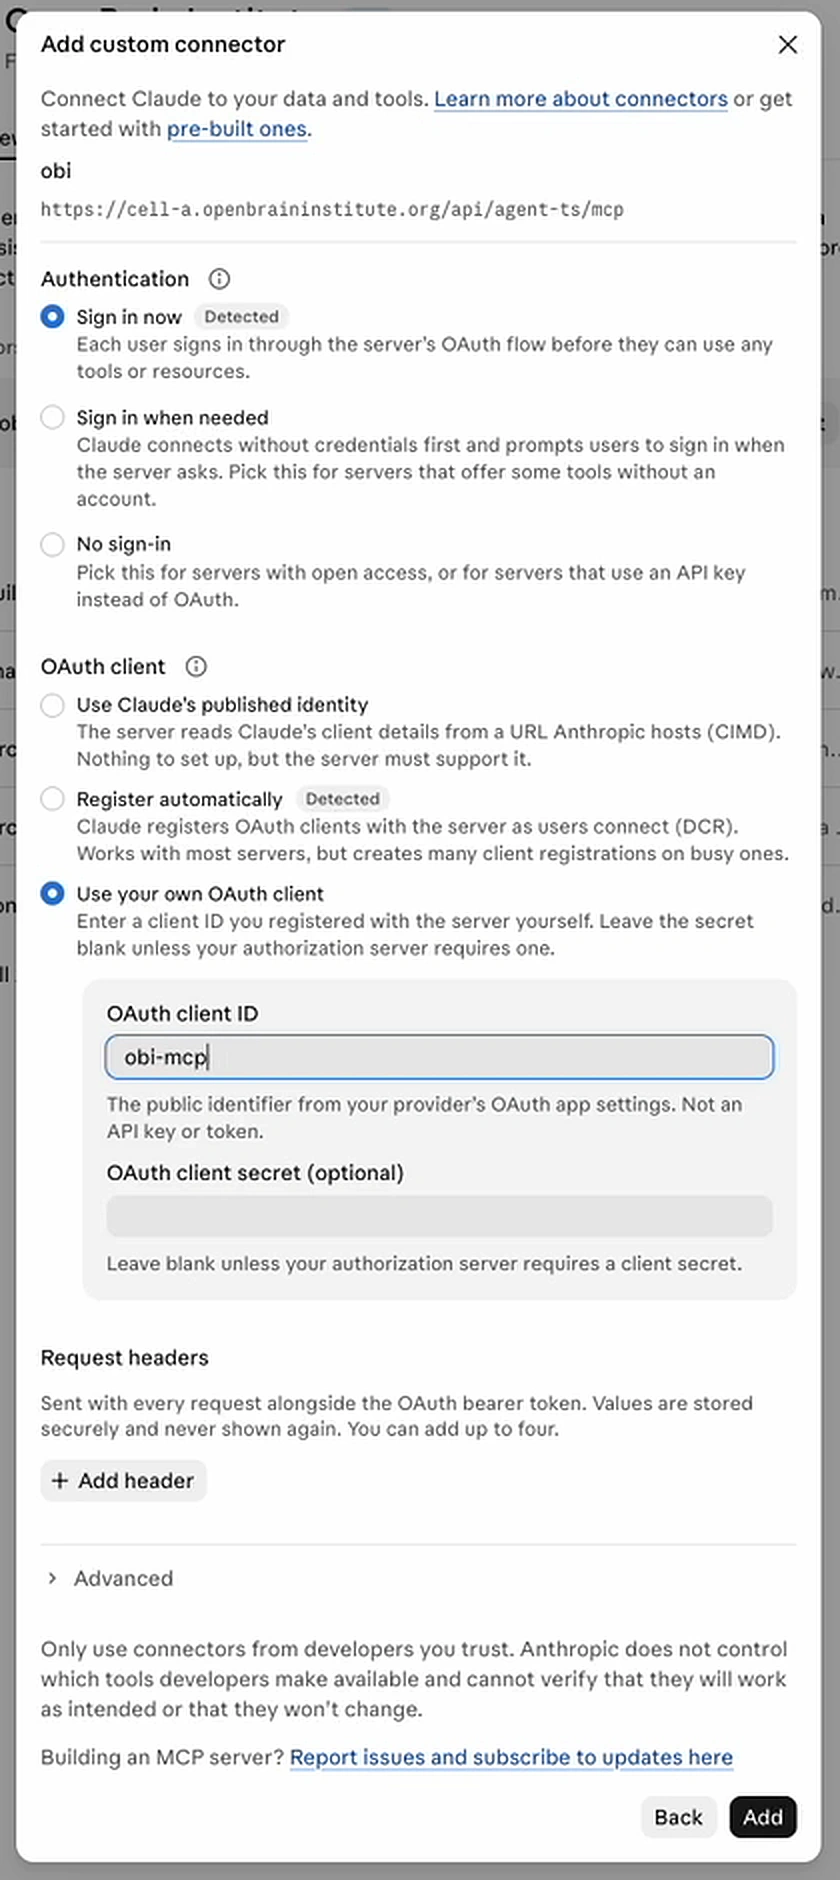 Add custom connector
Connect Claude to your data and tools. Learn more about connectors or get
started with pre-built ones.
obi
https://cell-a.openbraininstitute.org/api/agent-ts/mcp
Authentication
Sign in now Detected
Each user signs in through the server's OAuth flow before they can use any
tools or resources.
Sign in when needed
Claude connects without credentials first and prompts users to sign in when
the server asks. Pick this for servers that offer some tools without an
account.
No sign-in
Pick this for servers with open access, or for servers that use an API key
instead of OAuth.
OAuth client
Use Claude's published identity
The server reads Claude's client details from a URL Anthropic hosts (CIMD).
Nothing to set up, but the server must support it.
Register automatically Detected
Claude registers OAuth clients with the server as users connect (DCR).
Works with most servers, but creates many client registrations on busy ones.
Use your own OAuth client
Enter a client ID you registered with the server yourself. Leave the secret
blank unless your authorization server requires one.
OAuth client ID
obi-mcp
The public identifier from your provider's OAuth app settings. Not an
API key or token.
OAuth client secret (optional)
Leave blank unless your authorization server requires a client secret.
Request headers
Sent with every request alongside the OAuth bearer token. Values are stored
securely and never shown again. You can add up to four.
+ Add header
Advanced
Only use connectors from developers you trust. Anthropic does not control
which tools developers make available and cannot verify that they will work
as intended or that they won't change.
Building an MCP server? Report issues and subscribe to updates here
Back Add